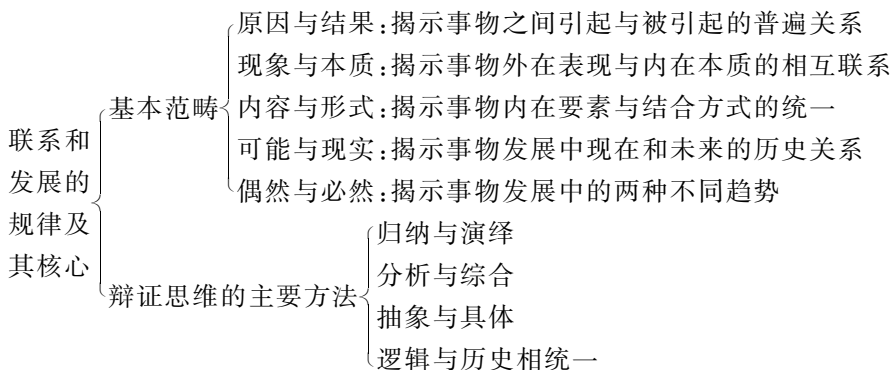 联系和
发展的
规律及
其核心
基本范畴
原因与结果:揭示事物之间引起与被引起的普遍关系
现象与本质:揭示事物外在表现与内在本质的相互联系
内容与形式:揭示事物内在要素与结合方式的统一
可能与现实:揭示事物发展中现在和未来的历史关系
偶然与必然:揭示事物发展中的两种不同趋势
辩证思维的主要方法
归纳与演绎
分析与综合
抽象与具体
逻辑与历史相统一